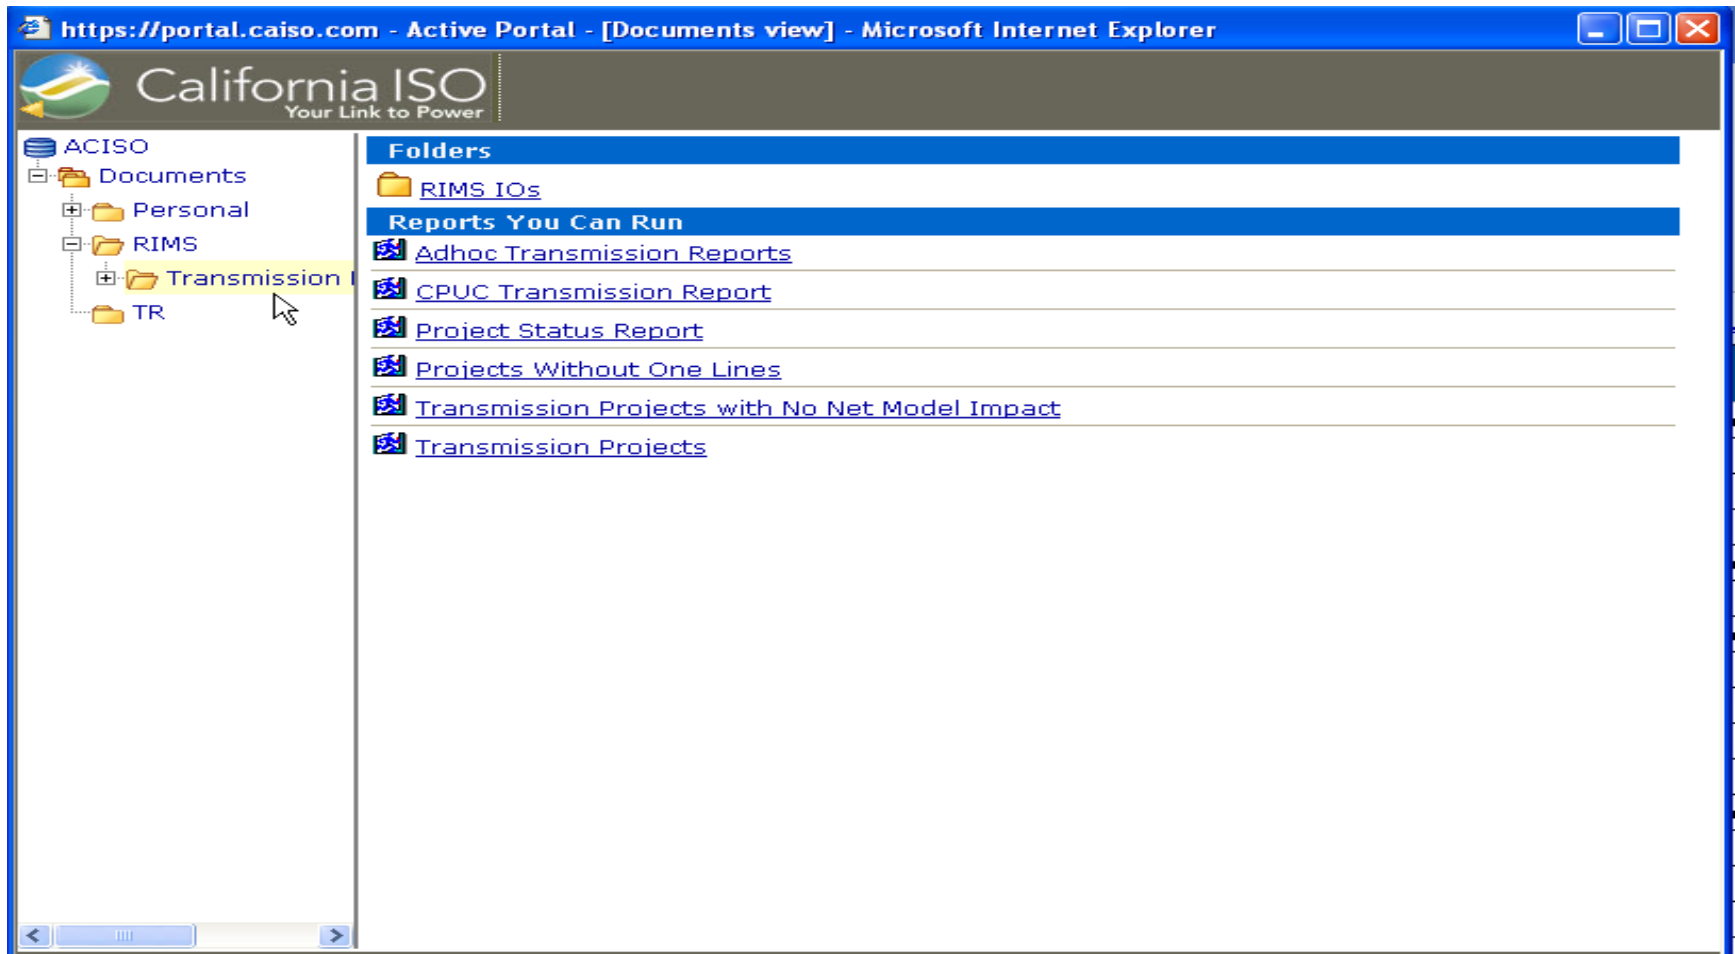 https://portal.caiso.com - Active Portal - [Documents view] - Microsoft Internet Explorer
California ISO
Your Link to Power
ACISO
Documents
Personal
RIMS
Transmission
TR
Folders
RIMS IOs
Reports You Can Run
Adhoc Transmission Reports
CPUC Transmission Report
Project Status Report
Projects Without One Lines
Transmission Projects with No Net Model Impact
Transmission Projects